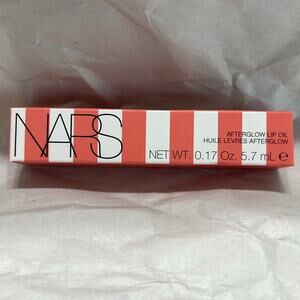 NARS
AFTERGLOW LIP OIL
HUILE LÈVRES AFTERGLOW
NET WT. 0.17 Oz. 5.7 mL ℮